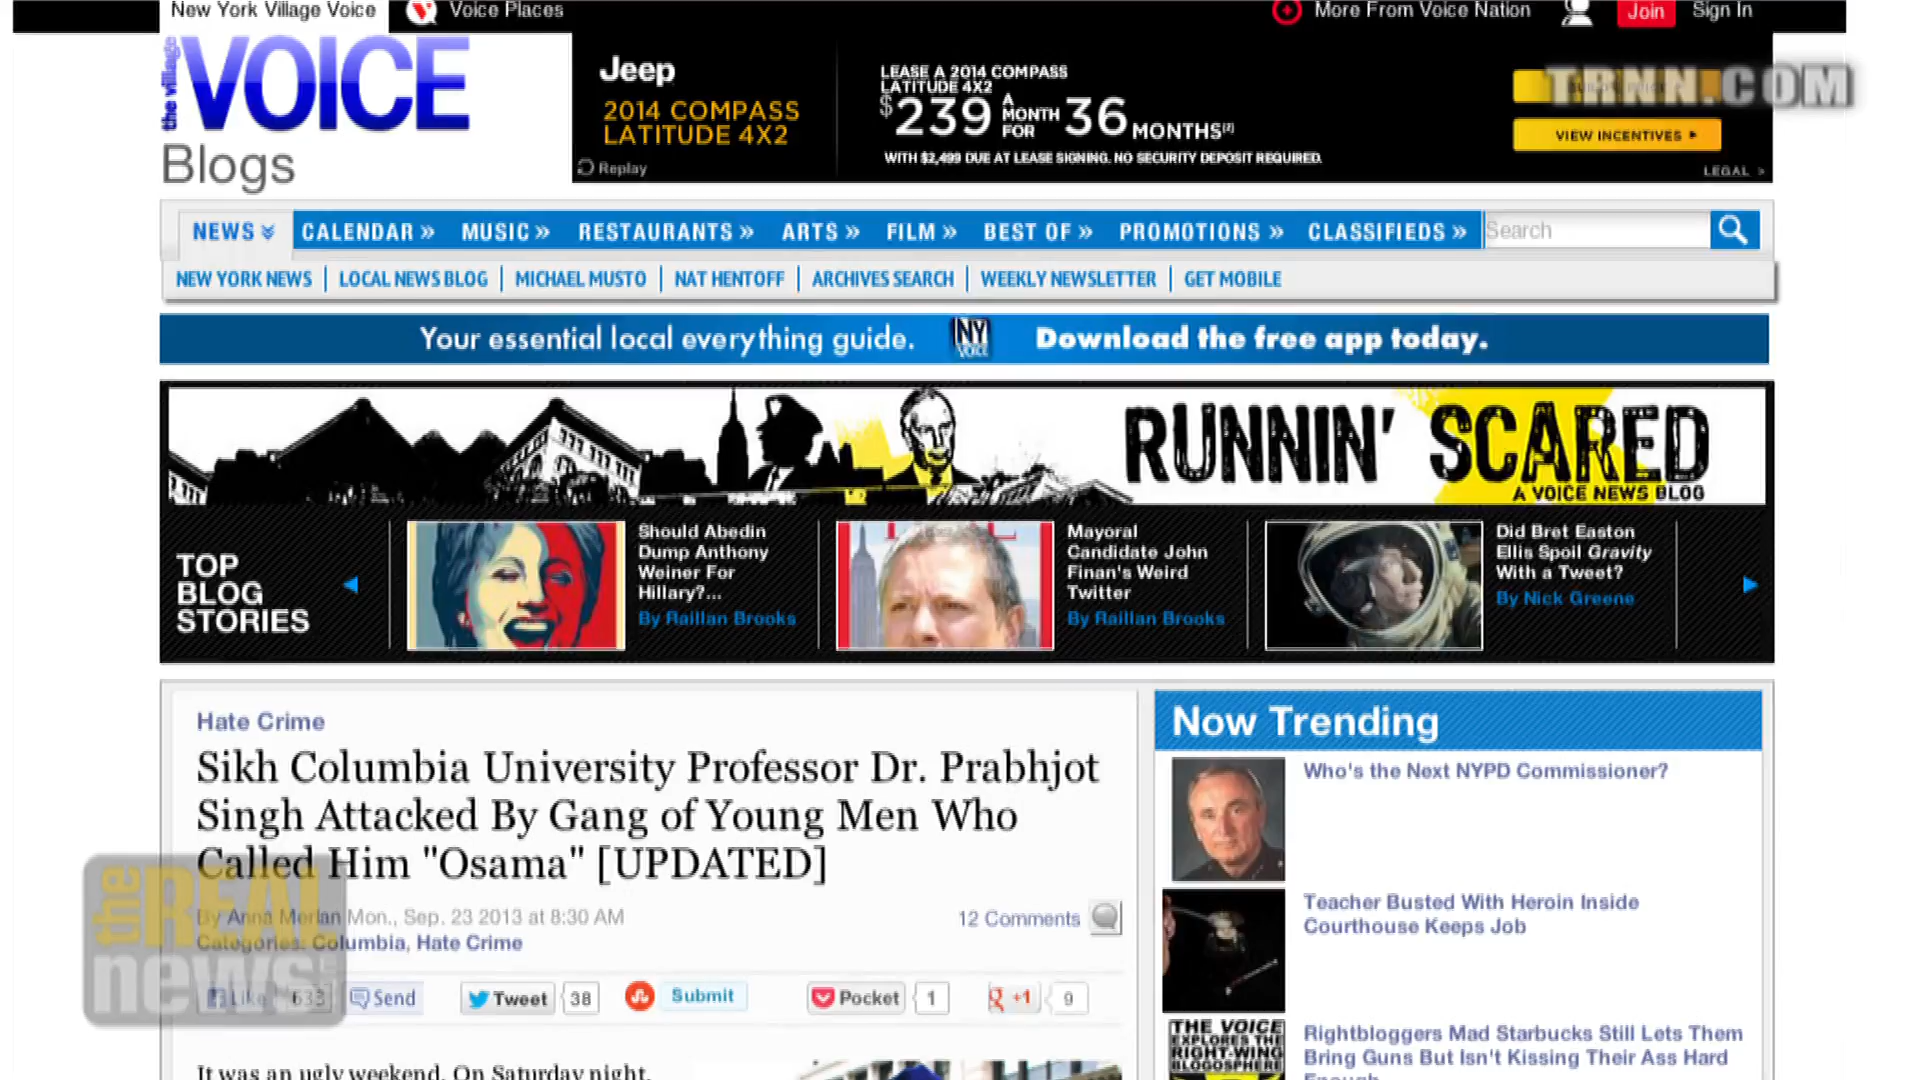 New York Village Voice
Voice Places
More From Voice Nation
Join
Sign In
the village VOICE
Blogs
Jeep
2014 COMPASS
LATITUDE 4X2
Replay
LEASE A 2014 COMPASS
LATITUDE 4X2
$239 A MONTH FOR 36 MONTHS[2]
WITH $2,499 DUE AT LEASE SIGNING. NO SECURITY DEPOSIT REQUIRED.
TRNN.COM
VIEW INCENTIVES
LEGAL >
NEWS
CALENDAR »
MUSIC »
RESTAURANTS »
ARTS »
FILM »
BEST OF »
PROMOTIONS »
CLASSIFIEDS »
Search
NEW YORK NEWS
LOCAL NEWS BLOG
MICHAEL MUSTO
NAT HENTOFF
ARCHIVES SEARCH
WEEKLY NEWSLETTER
GET MOBILE
Your essential local everything guide.
NY VOICE
Download the free app today.
RUNNIN' SCARED
A VOICE NEWS BLOG
TOP
BLOG
STORIES
Should Abedin
Dump Anthony
Weiner For
Hillary?...
By Raillan Brooks
Mayoral
Candidate John
Finan's Weird
Twitter
By Raillan Brooks
Did Bret Easton
Ellis Spoil Gravity
With a Tweet?
By Nick Greene
Hate Crime
Sikh Columbia University Professor Dr. Prabhjot
Singh Attacked By Gang of Young Men Who
Called Him "Osama" [UPDATED]
By Anna Merlan Mon., Sep. 23 2013 at 8:30 AM
12 Comments
Categories: Columbia, Hate Crime
the REAL news
Like
633
Send
Tweet
38
Submit
Pocket
1
+1
9
It was an ugly weekend. On Saturday night,
Now Trending
Who's the Next NYPD Commissioner?
Teacher Busted With Heroin Inside
Courthouse Keeps Job
THE VOICE
EXPLORES THE
RIGHT-WING
BLOGOSPHERE
Rightbloggers Mad Starbucks Still Lets Them
Bring Guns But Isn't Kissing Their Ass Hard
Enough